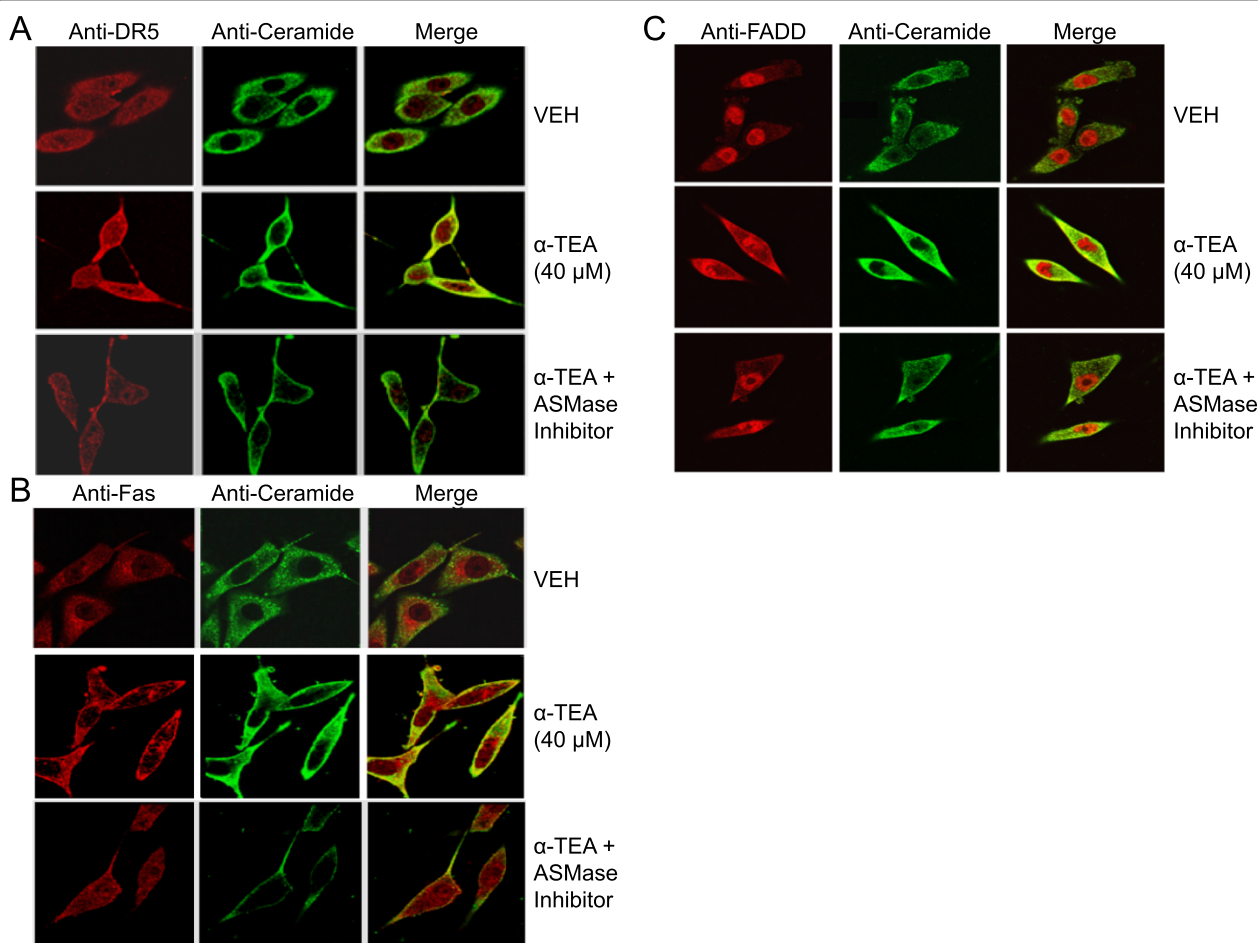 A
Anti-DR5 Anti-Ceramide Merge
VEH
α-TEA
(40 μM)
α-TEA +
ASMase
Inhibitor
B
Anti-Fas Anti-Ceramide Merge
VEH
α-TEA
(40 μM)
α-TEA +
ASMase
Inhibitor
C
Anti-FADD Anti-Ceramide Merge
VEH
α-TEA
(40 μM)
α-TEA +
ASMase
Inhibitor